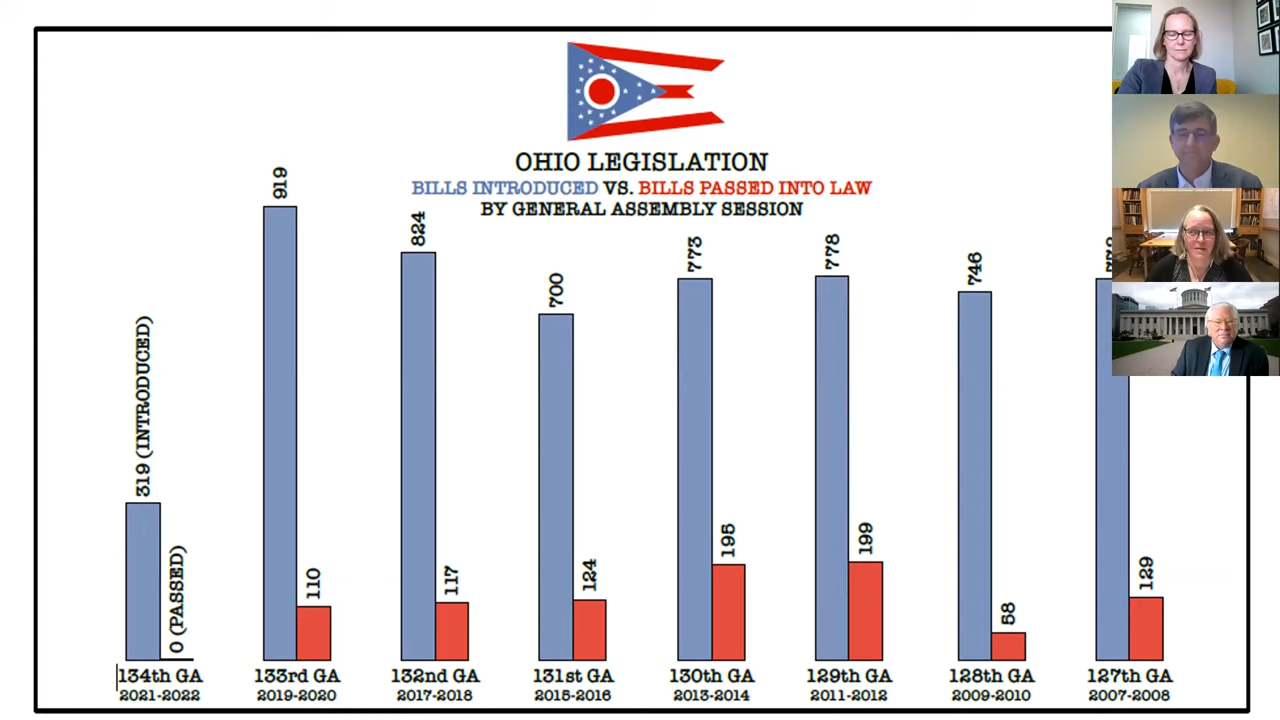 OHIO LEGISLATION
BILLS INTRODUCED VS. BILLS PASSED INTO LAW
BY GENERAL ASSEMBLY SESSION
319 (INTRODUCED)
0 (PASSED)
919
110
824
117
700
124
773
195
778
199
746
58
129
134th GA
2021-2022
133rd GA
2019-2020
132nd GA
2017-2018
131st GA
2015-2016
130th GA
2013-2014
129th GA
2011-2012
128th GA
2009-2010
127th GA
2007-2008